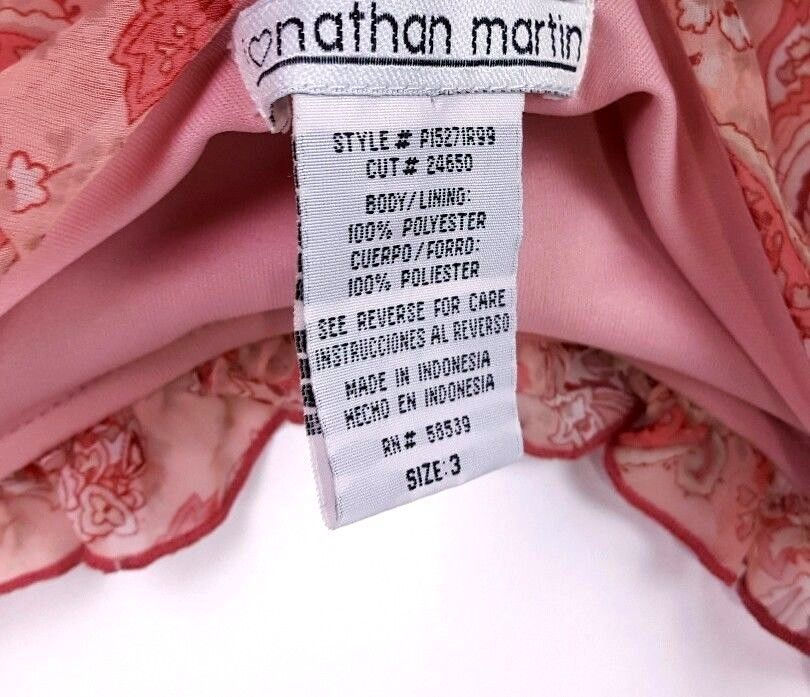 jonathan martin
STYLE # P15271R99
CUT # 24650
BODY/LINING:
100% POLYESTER
CUERPO/FORRO:
100% POLIESTER
SEE REVERSE FOR CARE
INSTRUCCIONES AL REVERSO
MADE IN INDONESIA
HECHO EN INDONESIA
RN# 58539
SIZE: 3